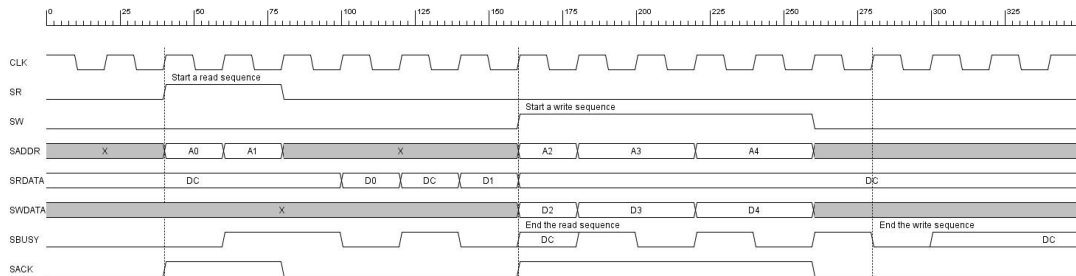 0 25 50 75 100 125 150 175 200 225 250 275 300 325
CLK
Start a read sequence
SR
Start a write sequence
SW
SADDR X A0 A1 X A2 A3 A4
SRDATA DC D0 DC D1 DC
SWDATA X D2 D3 D4
End the read sequence End the write sequence
SBUSY DC DC
SACK